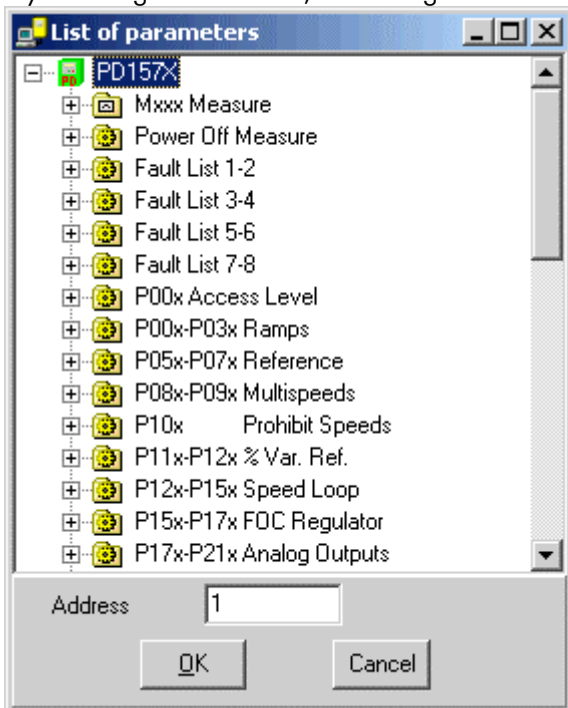 List of parameters
PD157X
Mxxx Measure
Power Off Measure
Fault List 1-2
Fault List 3-4
Fault List 5-6
Fault List 7-8
P00x Access Level
P00x-P03x Ramps
P05x-P07x Reference
P08x-P09x Multispeeds
P10x Prohibit Speeds
P11x-P12x % Var. Ref.
P12x-P15x Speed Loop
P15x-P17x FOC Regulator
P17x-P21x Analog Outputs
Address 1
OK Cancel